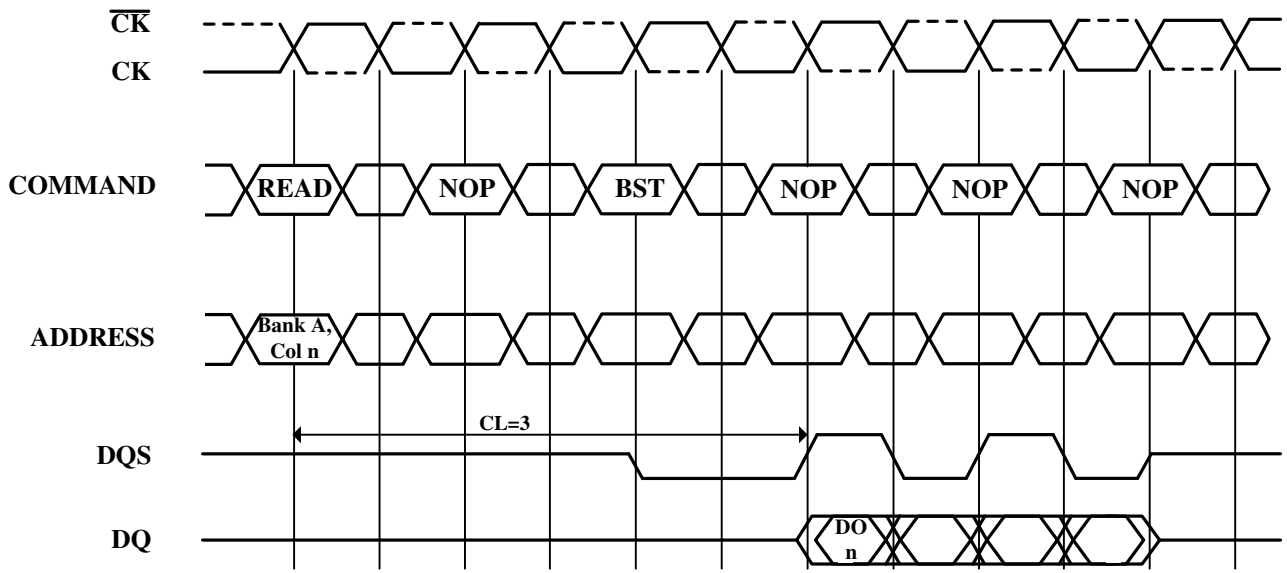 CK
CK
COMMAND
READ NOP BST NOP NOP NOP
ADDRESS
Bank A,
Col n
CL=3
DQS
DQ
DO
n